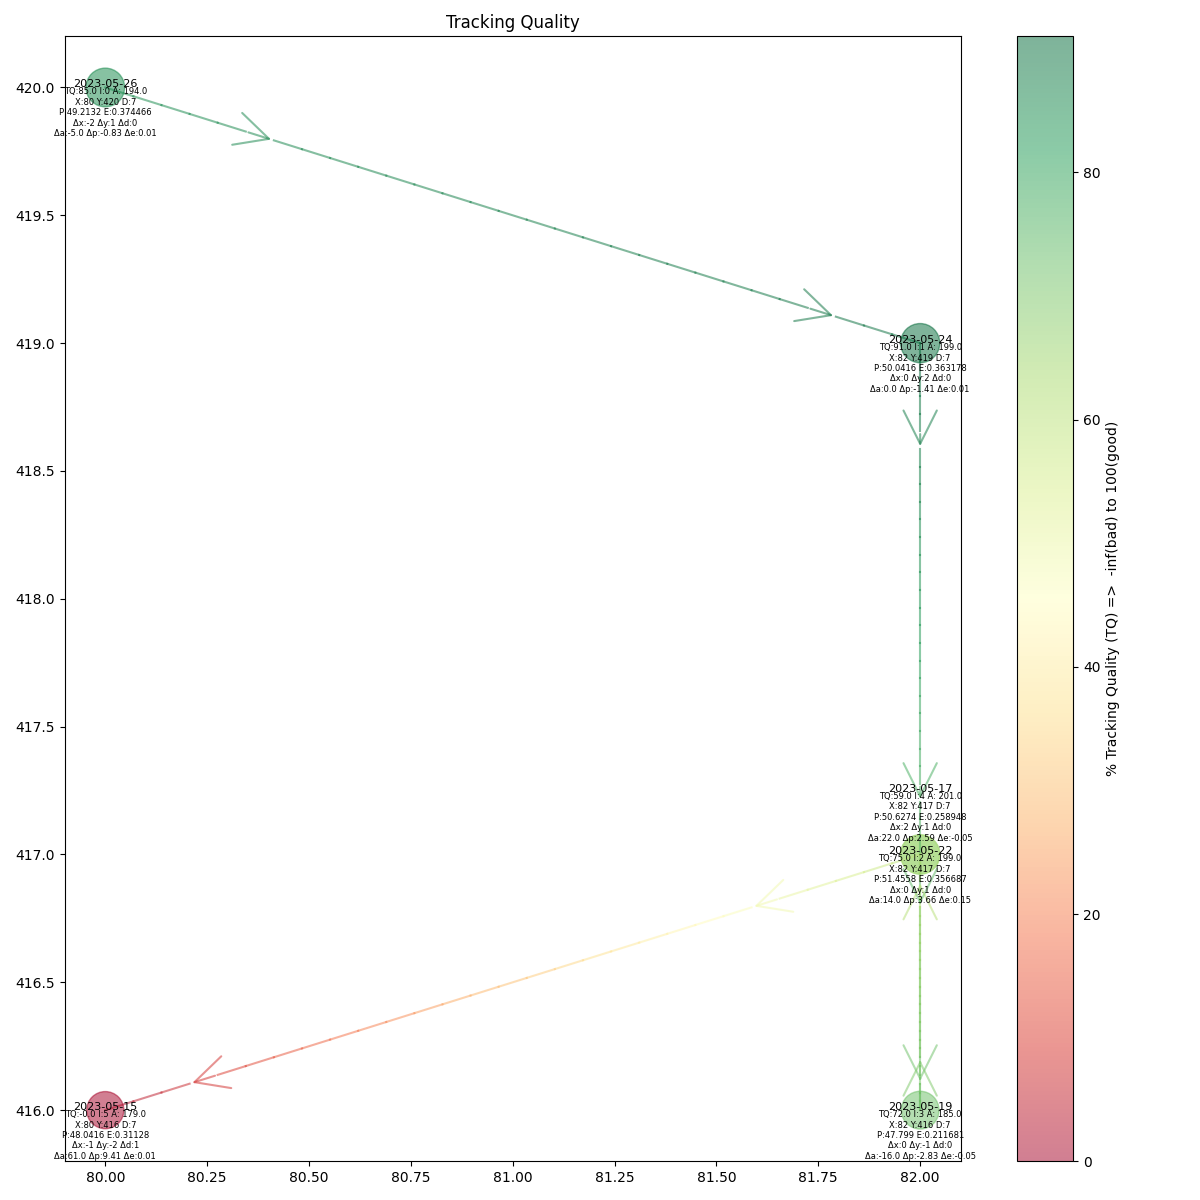 Tracking Quality
420.0
419.5
419.0
418.5
418.0
417.5
417.0
416.5
416.0
2023-05-26
TQ:85.0 I:0 A: 194.0
X:80 Y:420 D:7
P:49.2132 E:0.374466
Δx:-2 Δy:1 Δd:0
Δa:-5.0 Δp:-0.83 Δe:0.01
2023-05-24
TQ:91.0 I:1 A: 199.0
X:82 Y:419 D:7
P:50.0416 E:0.363178
Δx:0 Δy:2 Δd:0
Δa:0.0 Δp:-1.41 Δe:0.01
2023-05-17
TQ:59.0 I:4 A: 201.0
X:82 Y:417 D:7
P:50.6274 E:0.258948
Δx:2 Δy:1 Δd:0
Δa:22.0 Δp:2.59 Δe:-0.05
2023-05-22
TQ:75.0 I:2 A: 199.0
X:82 Y:417 D:7
P:51.4558 E:0.356687
Δx:0 Δy:1 Δd:0
Δa:14.0 Δp:3.66 Δe:0.15
2023-05-15
TQ:-0.0 I:5 A: 179.0
X:80 Y:416 D:7
P:48.0416 E:0.31128
Δx:-1 Δy:-2 Δd:1
Δa:61.0 Δp:9.41 Δe:0.01
2023-05-19
TQ:72.0 I:3 A: 185.0
X:82 Y:416 D:7
P:47.799 E:0.211681
Δx:0 Δy:-1 Δd:0
Δa:-16.0 Δp:-2.83 Δe:-0.05
80.00 80.25 80.50 80.75 81.00 81.25 81.50 81.75 82.00
80
60
40
20
0
% Tracking Quality (TQ) => -inf(bad) to 100(good)